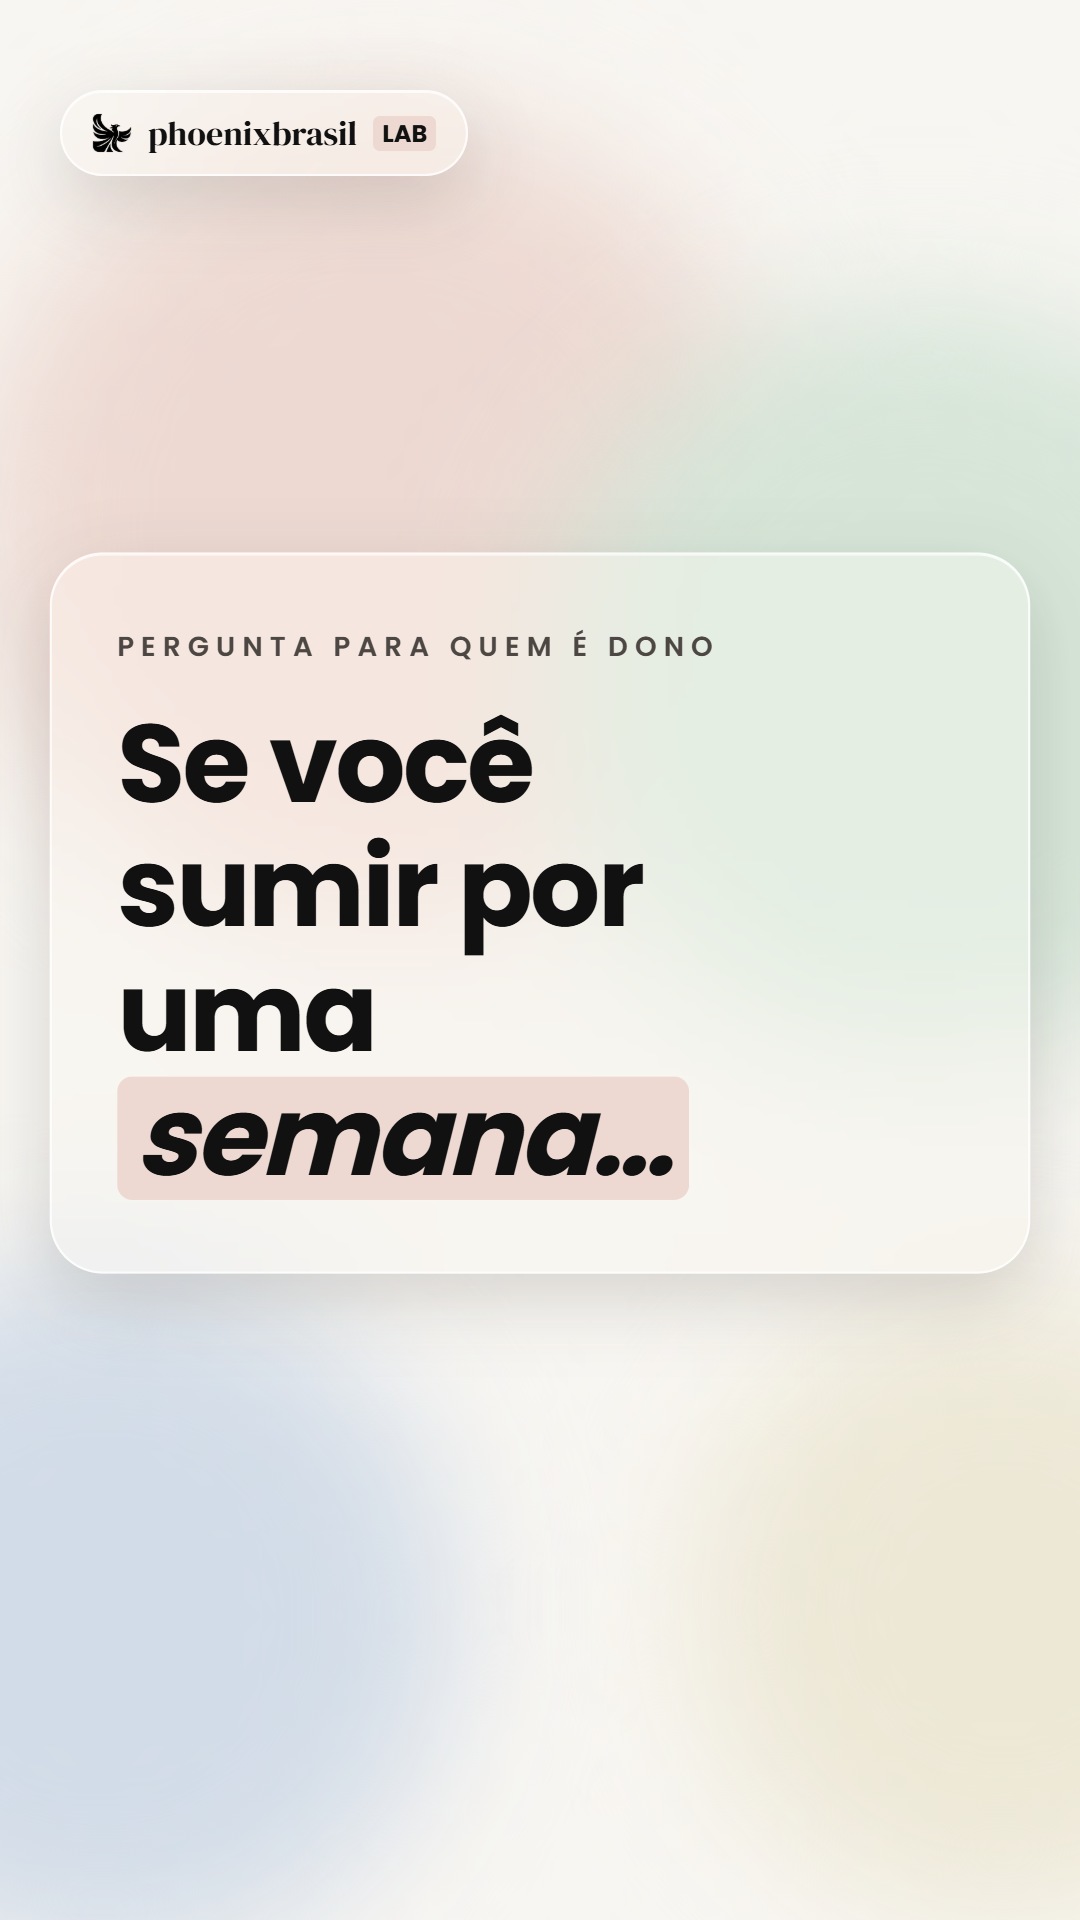 phoenixbrasil LAB
PERGUNTA PARA QUEM É DONO
Se você
sumir por
uma
semana...